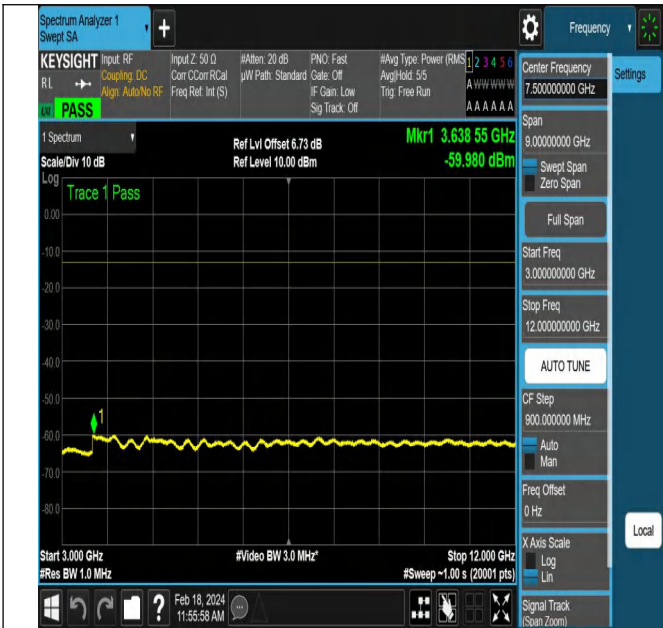 Spectrum Analyzer 1
Swept SA
+
Frequency
KEYSIGHT
RL
PASS
Input: RF
Coupling: DC
Align: Auto/No RF
Input Z: 50 Ω
Corr CCorr RCal
Freq Ref: Int (S)
#Atten: 20 dB
µW Path: Standard
PNO: Fast
Gate: Off
IF Gain: Low
Sig Track: Off
#Avg Type: Power (RMS
Avg|Hold: 5/5
Trig: Free Run
1 2 3 4 5 6
A W W W W W
A A A A A A
Center Frequency
7.500000000 GHz
Settings
1 Spectrum
Scale/Div 10 dB
Log
Ref Lvl Offset 6.73 dB
Ref Level 10.00 dBm
Mkr1 3.638 55 GHz
-59.980 dBm
Trace 1 Pass
0.00
-10.0
-20.0
-30.0
-40.0
-50.0
-60.0
-70.0
-80.0
1
Start 3.000 GHz
#Res BW 1.0 MHz
#Video BW 3.0 MHz*
Stop 12.000 GHz
#Sweep ~1.00 s (20001 pts)
Span
9.00000000 GHz
Swept Span
Zero Span
Full Span
Start Freq
3.000000000 GHz
Stop Freq
12.000000000 GHz
AUTO TUNE
CF Step
900.000000 MHz
Auto
Man
Freq Offset
0 Hz
X Axis Scale
Log
Lin
Local
Signal Track
(Span Zoom)
?
Feb 18, 2024
11:55:58 AM